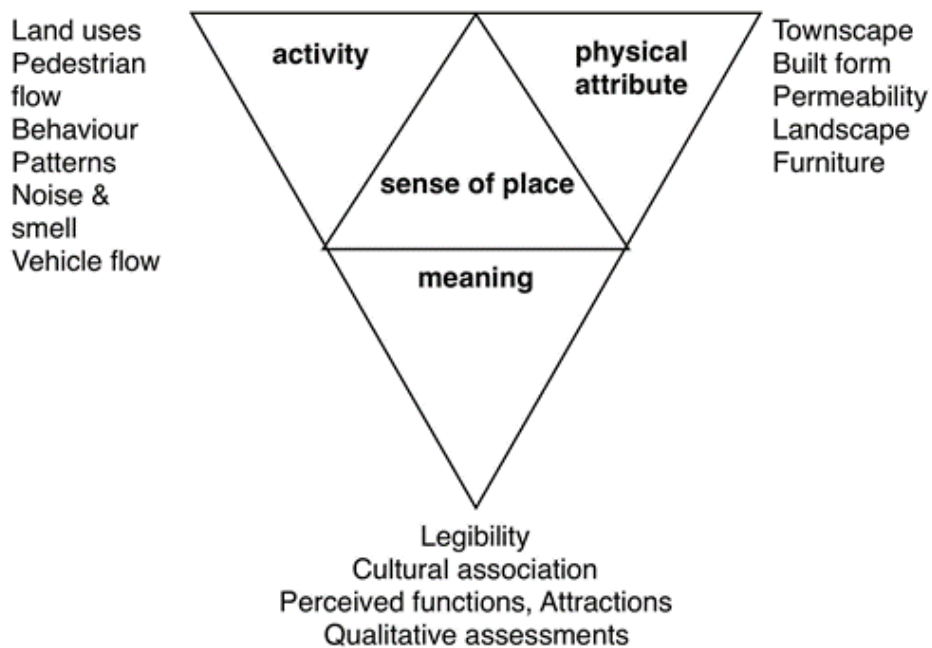 Land uses
Pedestrian
flow
Behaviour
Patterns
Noise &
smell
Vehicle flow
activity
physical
attribute
sense of place
meaning
Townscape
Built form
Permeability
Landscape
Furniture
Legibility
Cultural association
Perceived functions, Attractions
Qualitative assessments